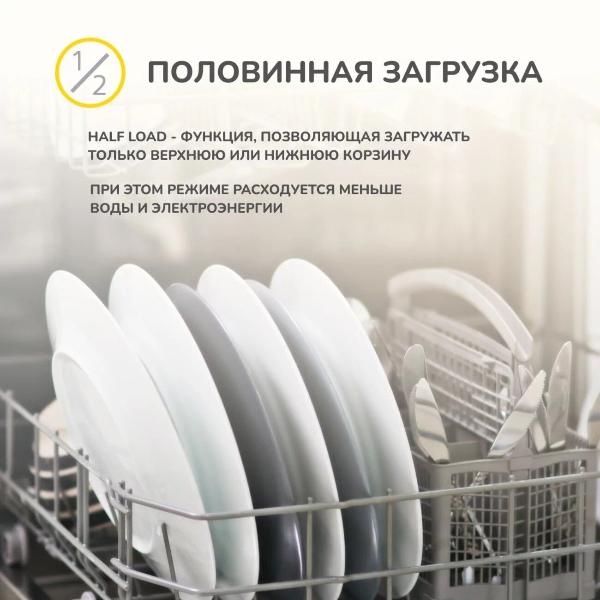 1/2
ПОЛОВИННАЯ ЗАГРУЗКА
HALF LOAD - ФУНКЦИЯ, ПОЗВОЛЯЮЩАЯ ЗАГРУЖАТЬ
ТОЛЬКО ВЕРХНЮЮ ИЛИ НИЖНЮЮ КОРЗИНУ
ПРИ ЭТОМ РЕЖИМЕ РАСХОДУЕТСЯ МЕНЬШЕ
ВОДЫ И ЭЛЕКТРОЭНЕРГИИ